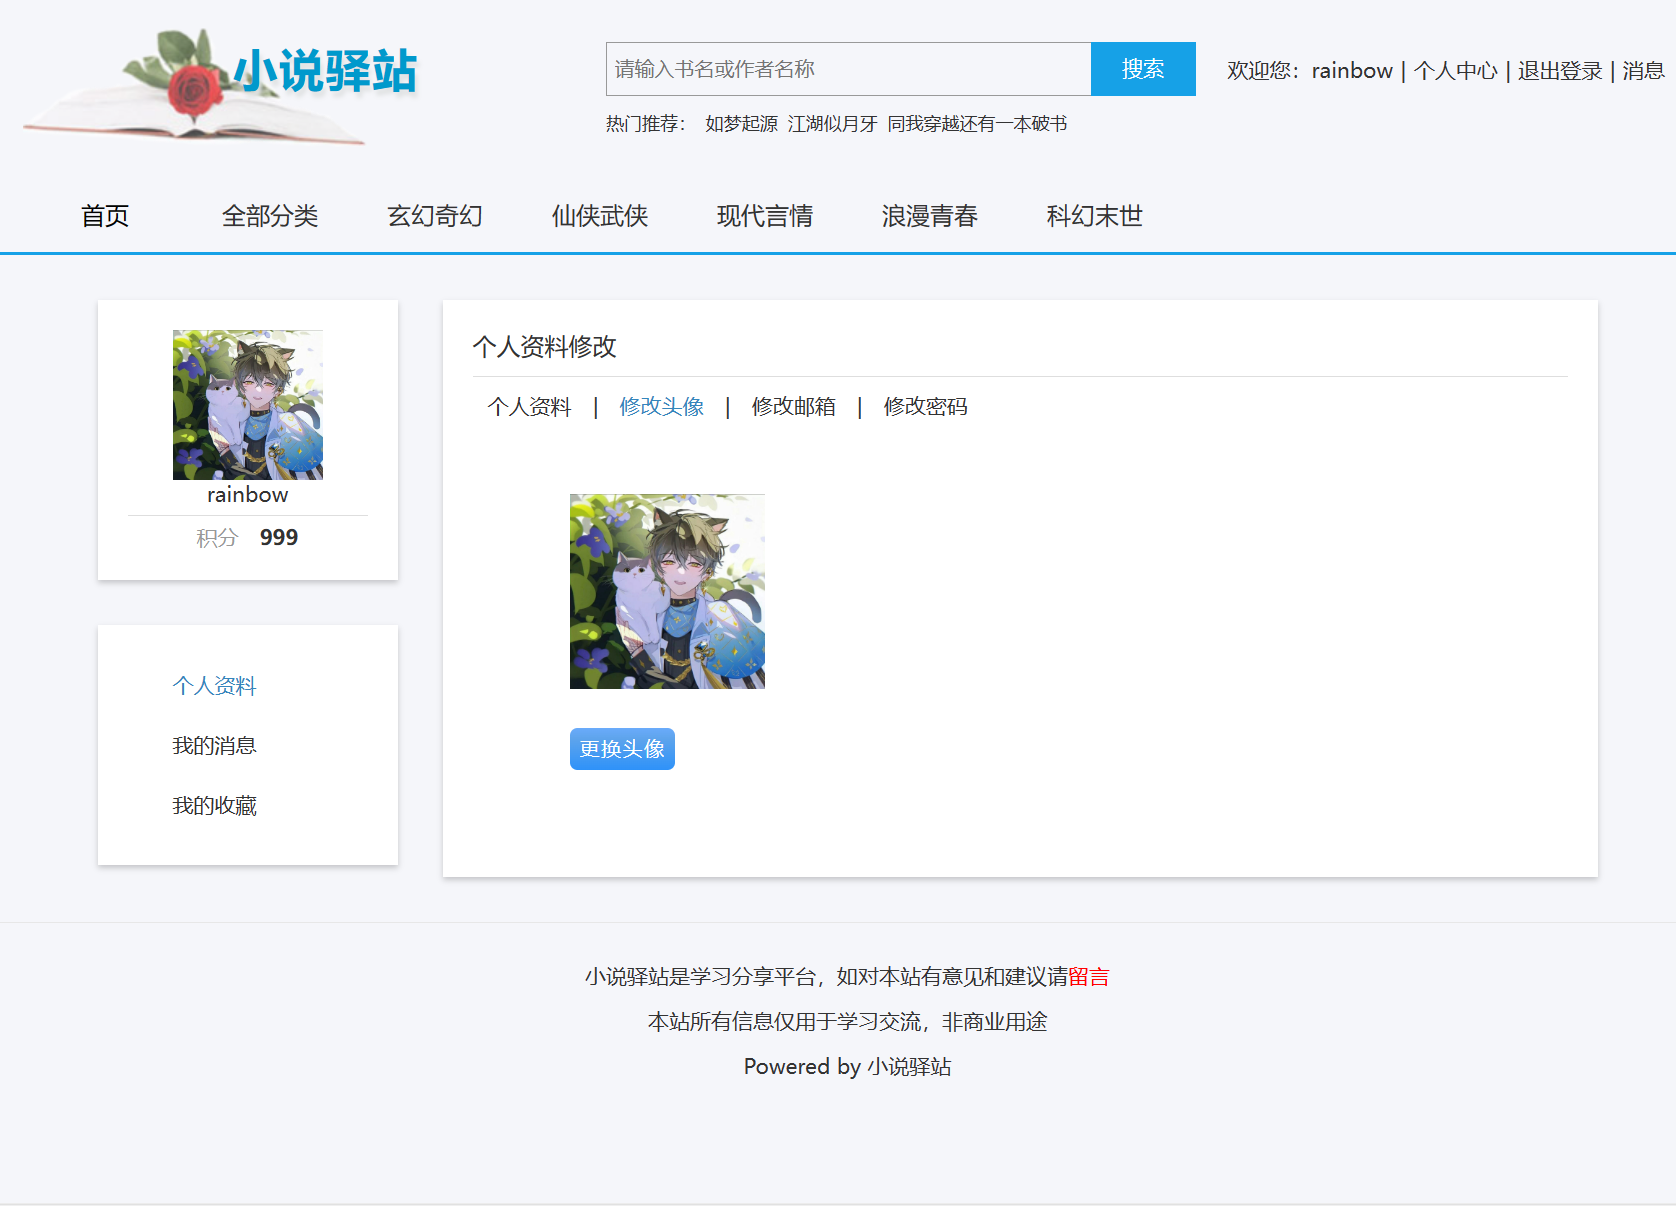 小说驿站
请输入书名或作者名称
搜索
欢迎您：rainbow | 个人中心 | 退出登录 | 消息
热门推荐： 如梦起源 江湖似月牙 同我穿越还有一本破书
首页 全部分类 玄幻奇幻 仙侠武侠 现代言情 浪漫青春 科幻末世
rainbow
积分 999
个人资料
我的消息
我的收藏
个人资料修改
个人资料 | 修改头像 | 修改邮箱 | 修改密码
更换头像
小说驿站是学习分享平台，如对本站有意见和建议请留言
本站所有信息仅用于学习交流，非商业用途
Powered by 小说驿站